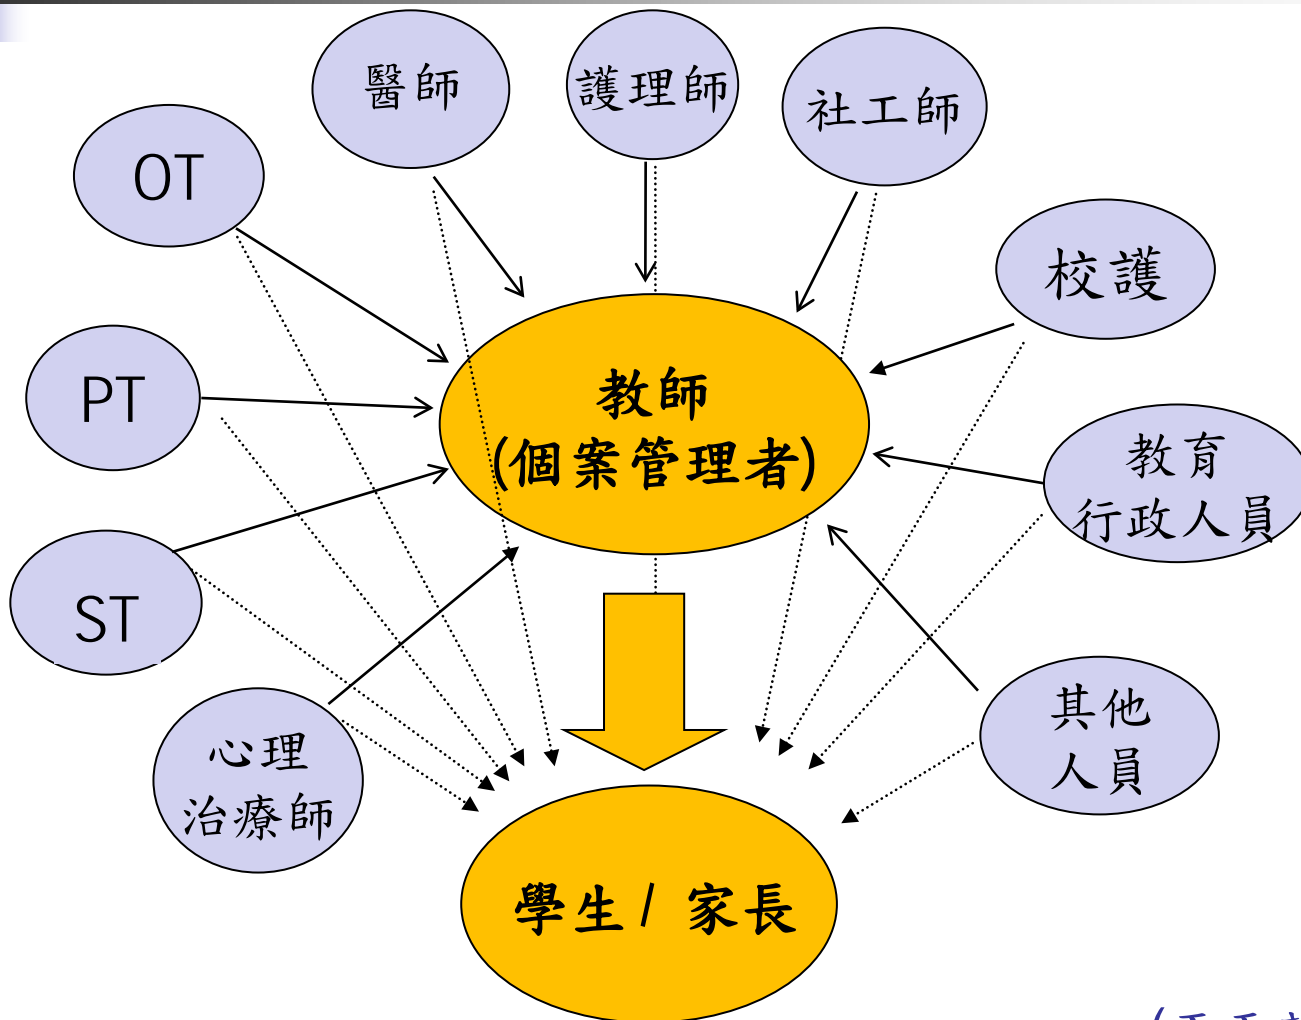 醫師
護理師
社工師
OT
校護
PT
教師
(個案管理者)
教育
行政人員
ST
心理
治療師
其他
人員
學生 / 家長